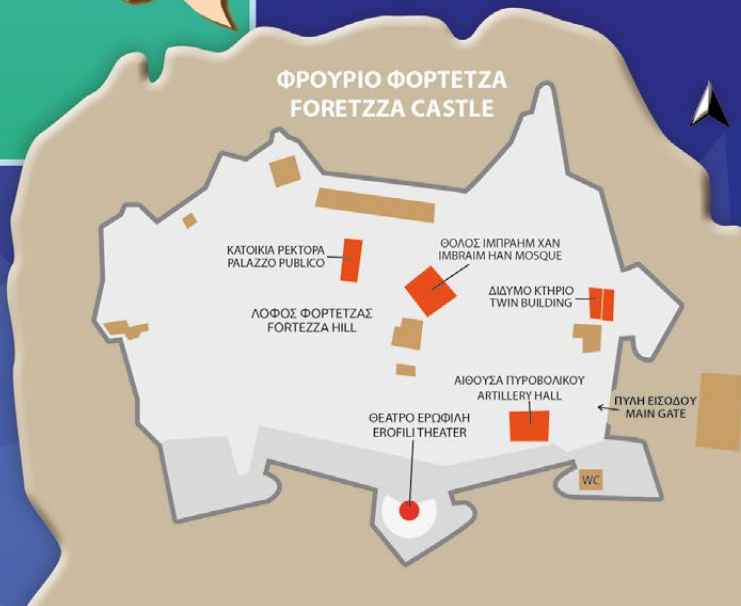 ΦΡΟΥΡΙΟ ΦΟΡΤΕΤΖΑ
FORETZZA CASTLE
ΚΑΤΟΙΚΙΑ ΡΕΚΤΟΡΑ
PALAZZO PUBLICO
ΘΟΛΟΣ ΙΜΠΡΑΗΜ ΧΑΝ
IMBRAIM HAN MOSQUE
ΔΙΔΥΜΟ ΚΤΗΡΙΟ
TWIN BUILDING
ΛΟΦΟΣ ΦΟΡΤΕΤΖΑΣ
FORTEZZA HILL
ΑΙΘΟΥΣΑ ΠΥΡΟΒΟΛΙΚΟΥ
ARTILLERY HALL
ΠΥΛΗ ΕΙΣΟΔΟΥ
MAIN GATE
ΘΕΑΤΡΟ ΕΡΩΦΙΛΗ
EROFILI THEATER
WC